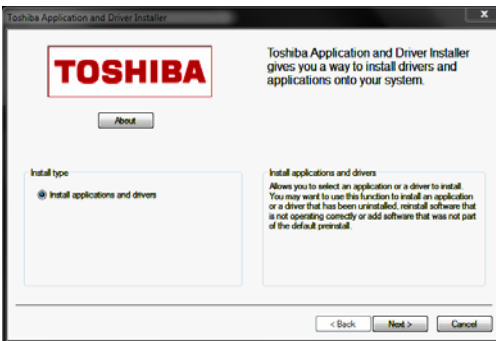 Toshiba Application and Driver Installer
x
TOSHIBA
Toshiba Application and Driver Installer
gives you a way to install drivers and
applications onto your system.
About
Install type
Install applications and drivers
Install applications and drivers
Allows you to select an application or a driver to install.
You may want to use this function to install an application
or a driver that has been uninstalled, reinstall software that
is not operating correctly or add software that was not part
of the default preinstall.
< Back
Next >
Cancel